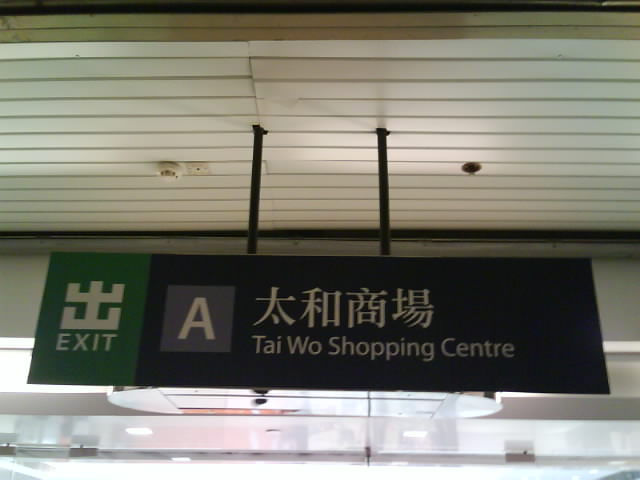 出
EXIT
A
太和商場
Tai Wo Shopping Centre